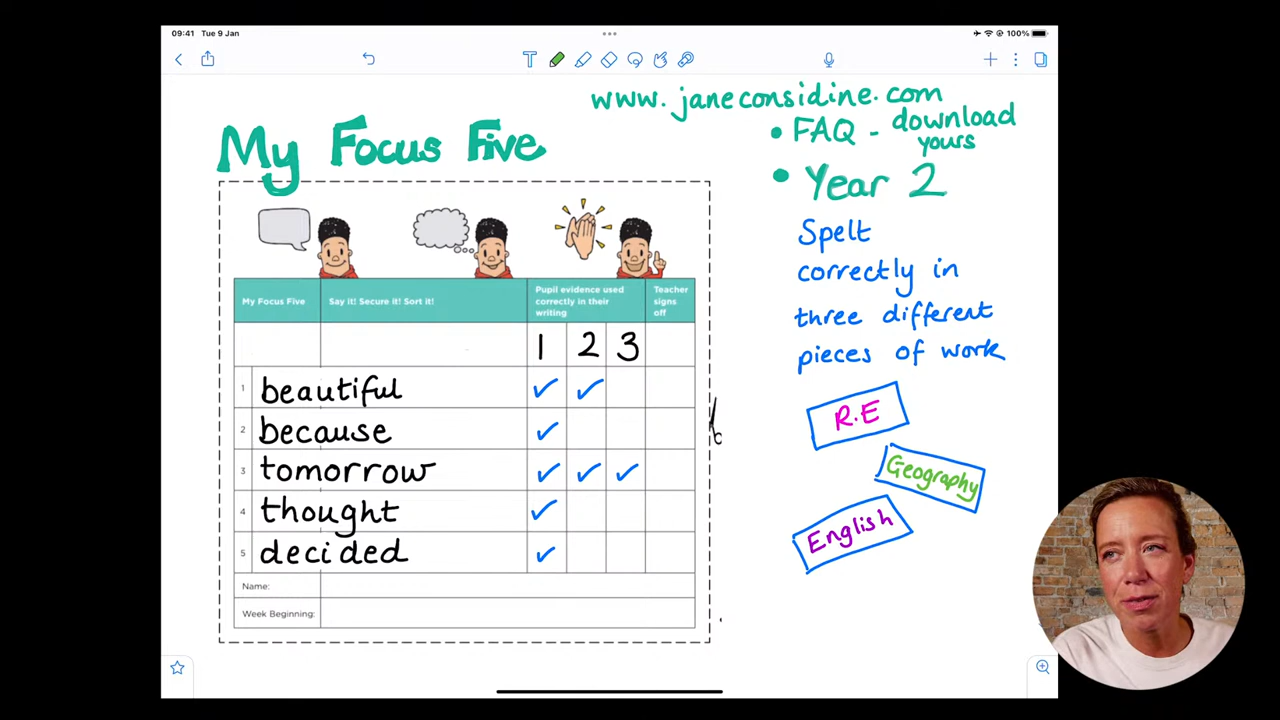 09:41 Tue 9 Jan
100%
www.janeconsidine.com
• FAQ - download yours
My Focus Five
• Year 2
Spelt
correctly in
three different
pieces of work
My Focus Five
Say it! Secure it! Sort it!
Pupil evidence used
correctly in their
writing
Teacher
signs
off
1 2 3
1 beautiful ✓ ✓
2 because ✓
3 tomorrow ✓ ✓ ✓
4 thought ✓
5 decided ✓
Name:
Week Beginning:
R.E
Geography
English